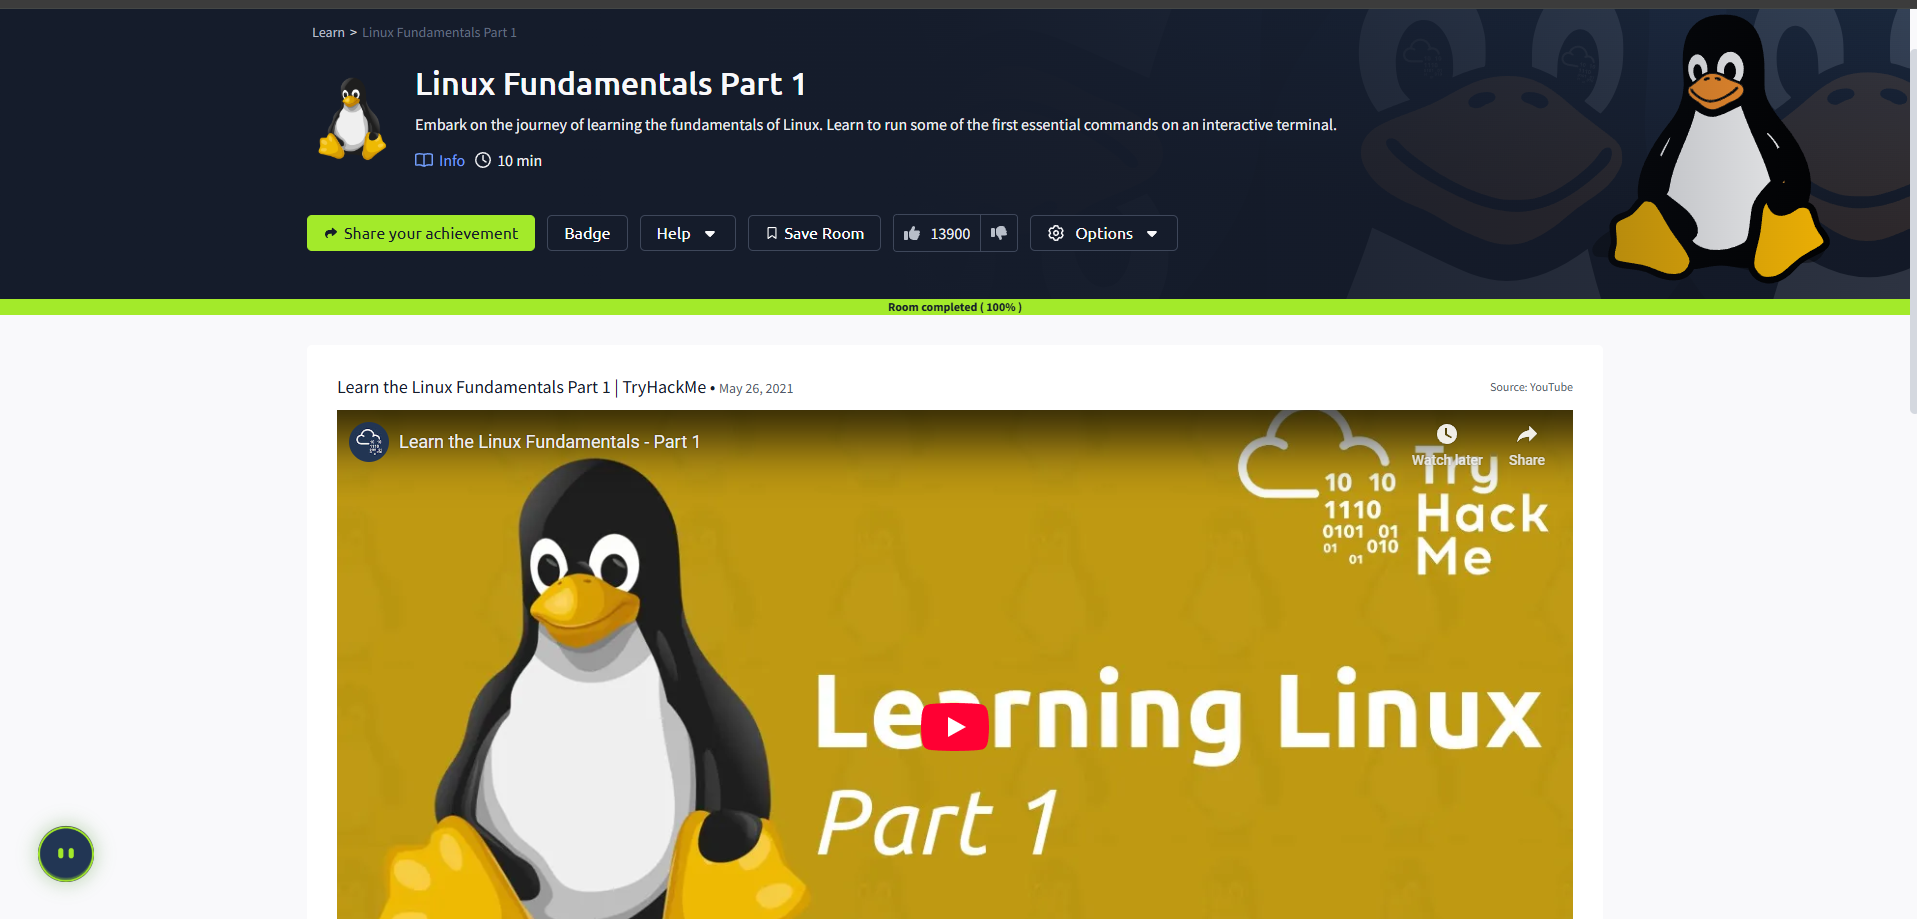 Learn > Linux Fundamentals Part 1
Linux Fundamentals Part 1
Embark on the journey of learning the fundamentals of Linux. Learn to run some of the first essential commands on an interactive terminal.
Info 10 min
Share your achievement Badge Help Save Room 13900 Options
Room completed ( 100% )
Learn the Linux Fundamentals Part 1 | TryHackMe • May 26, 2021 Source: YouTube
Learn the Linux Fundamentals - Part 1
Watch later Share
10 10 Try
1110 Hack
0101 01
01 010 Me
01
Learning Linux
Part 1